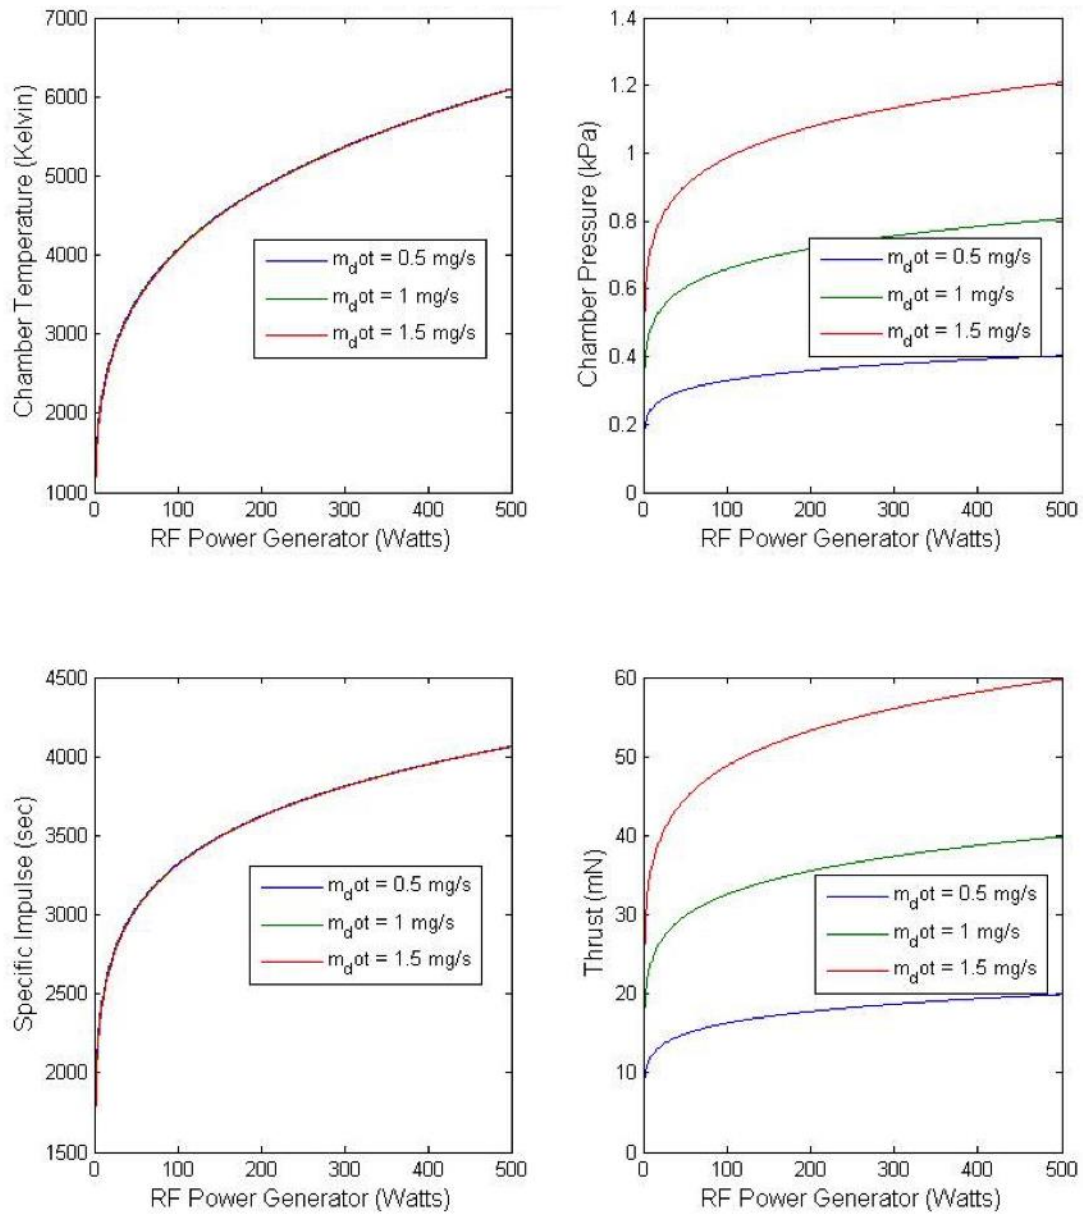 7000
6000
5000
4000
3000
2000
1000
Chamber Temperature (Kelvin)
m_dot = 0.5 mg/s
m_dot = 1 mg/s
m_dot = 1.5 mg/s
0 100 200 300 400 500
RF Power Generator (Watts)
1.4
1.2
1
0.8
0.6
0.4
0.2
0
Chamber Pressure (kPa)
m_dot = 0.5 mg/s
m_dot = 1 mg/s
m_dot = 1.5 mg/s
0 100 200 300 400 500
RF Power Generator (Watts)
4500
4000
3500
3000
2500
2000
1500
Specific Impulse (sec)
m_dot = 0.5 mg/s
m_dot = 1 mg/s
m_dot = 1.5 mg/s
0 100 200 300 400 500
RF Power Generator (Watts)
60
50
40
30
20
10
0
Thrust (mN)
m_dot = 0.5 mg/s
m_dot = 1 mg/s
m_dot = 1.5 mg/s
0 100 200 300 400 500
RF Power Generator (Watts)